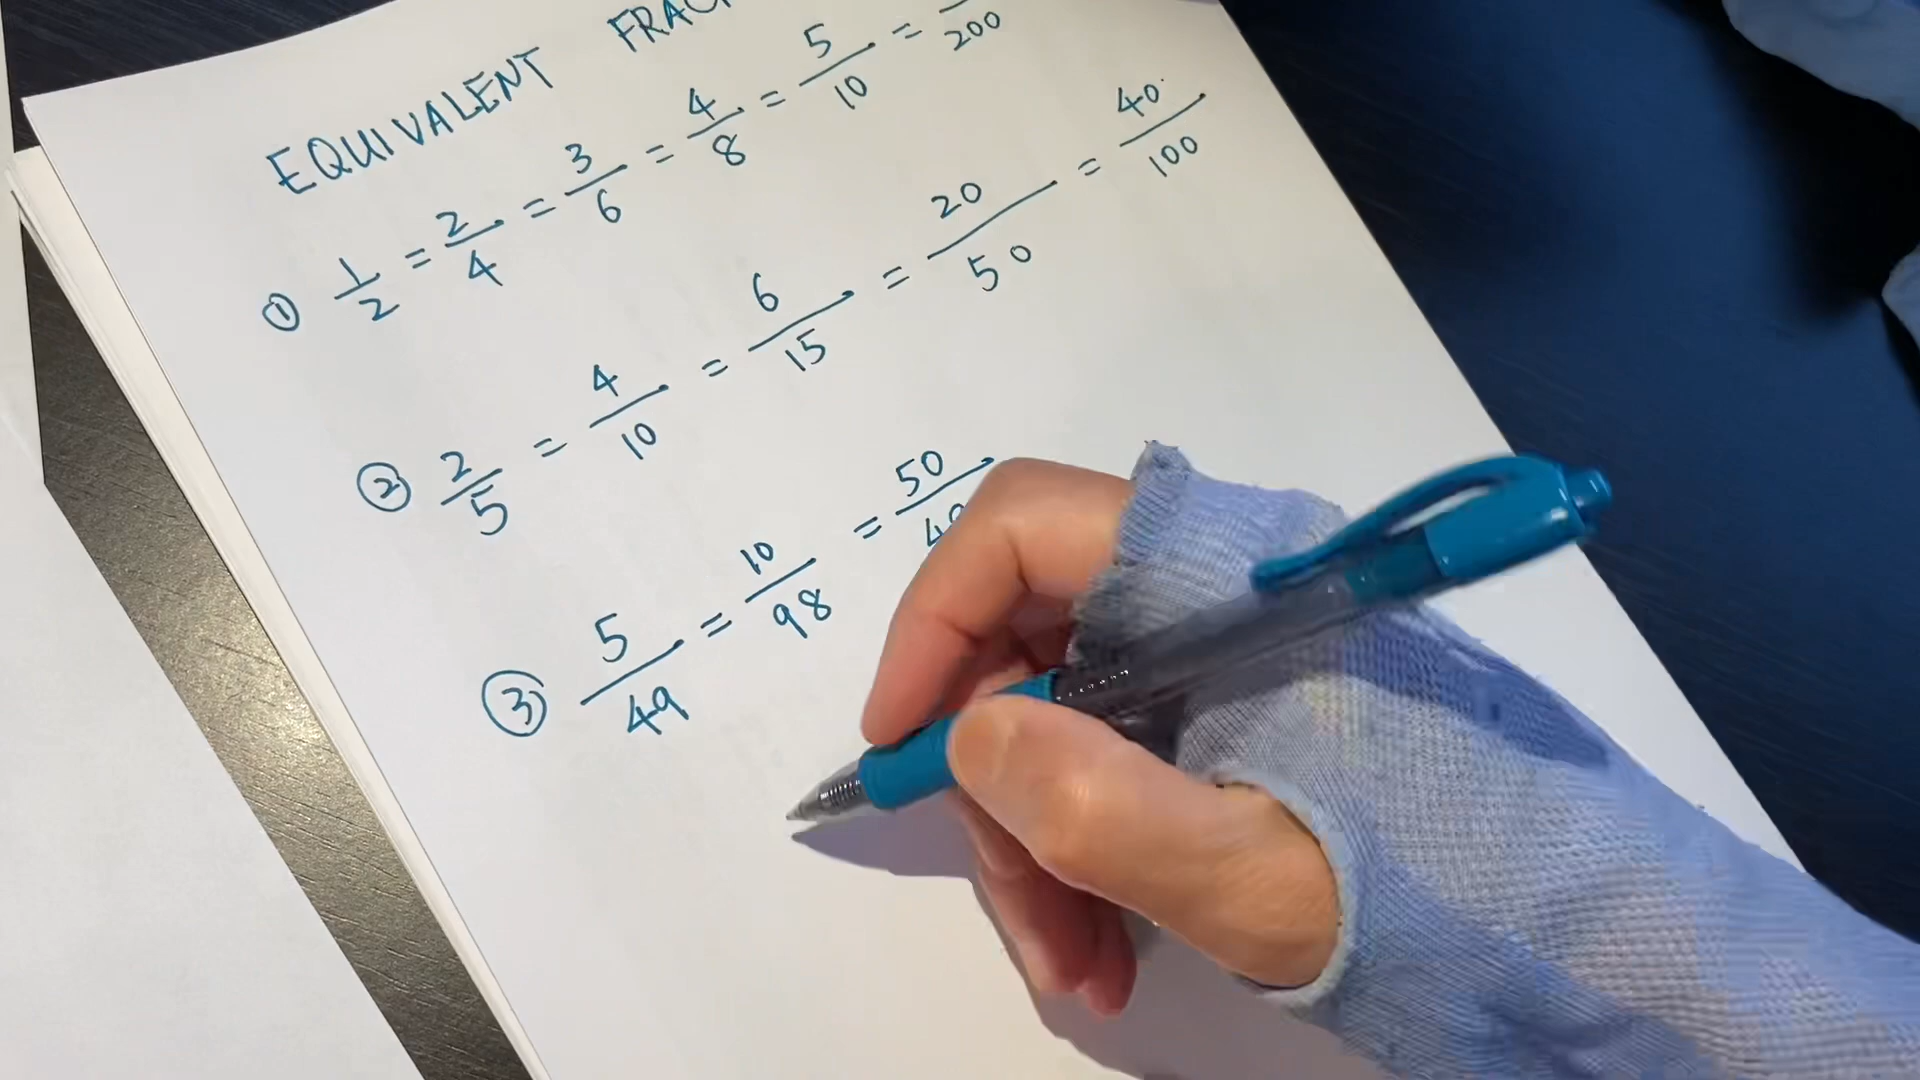 EQUIVALENT FRAC
① 1/2 = 2/4 = 3/6 = 4/8 = 5/10 = /200
② 2/5 = 4/10 = 6/15 = 20/50 = 40/100
③ 5/49 = 10/98 = 50/49